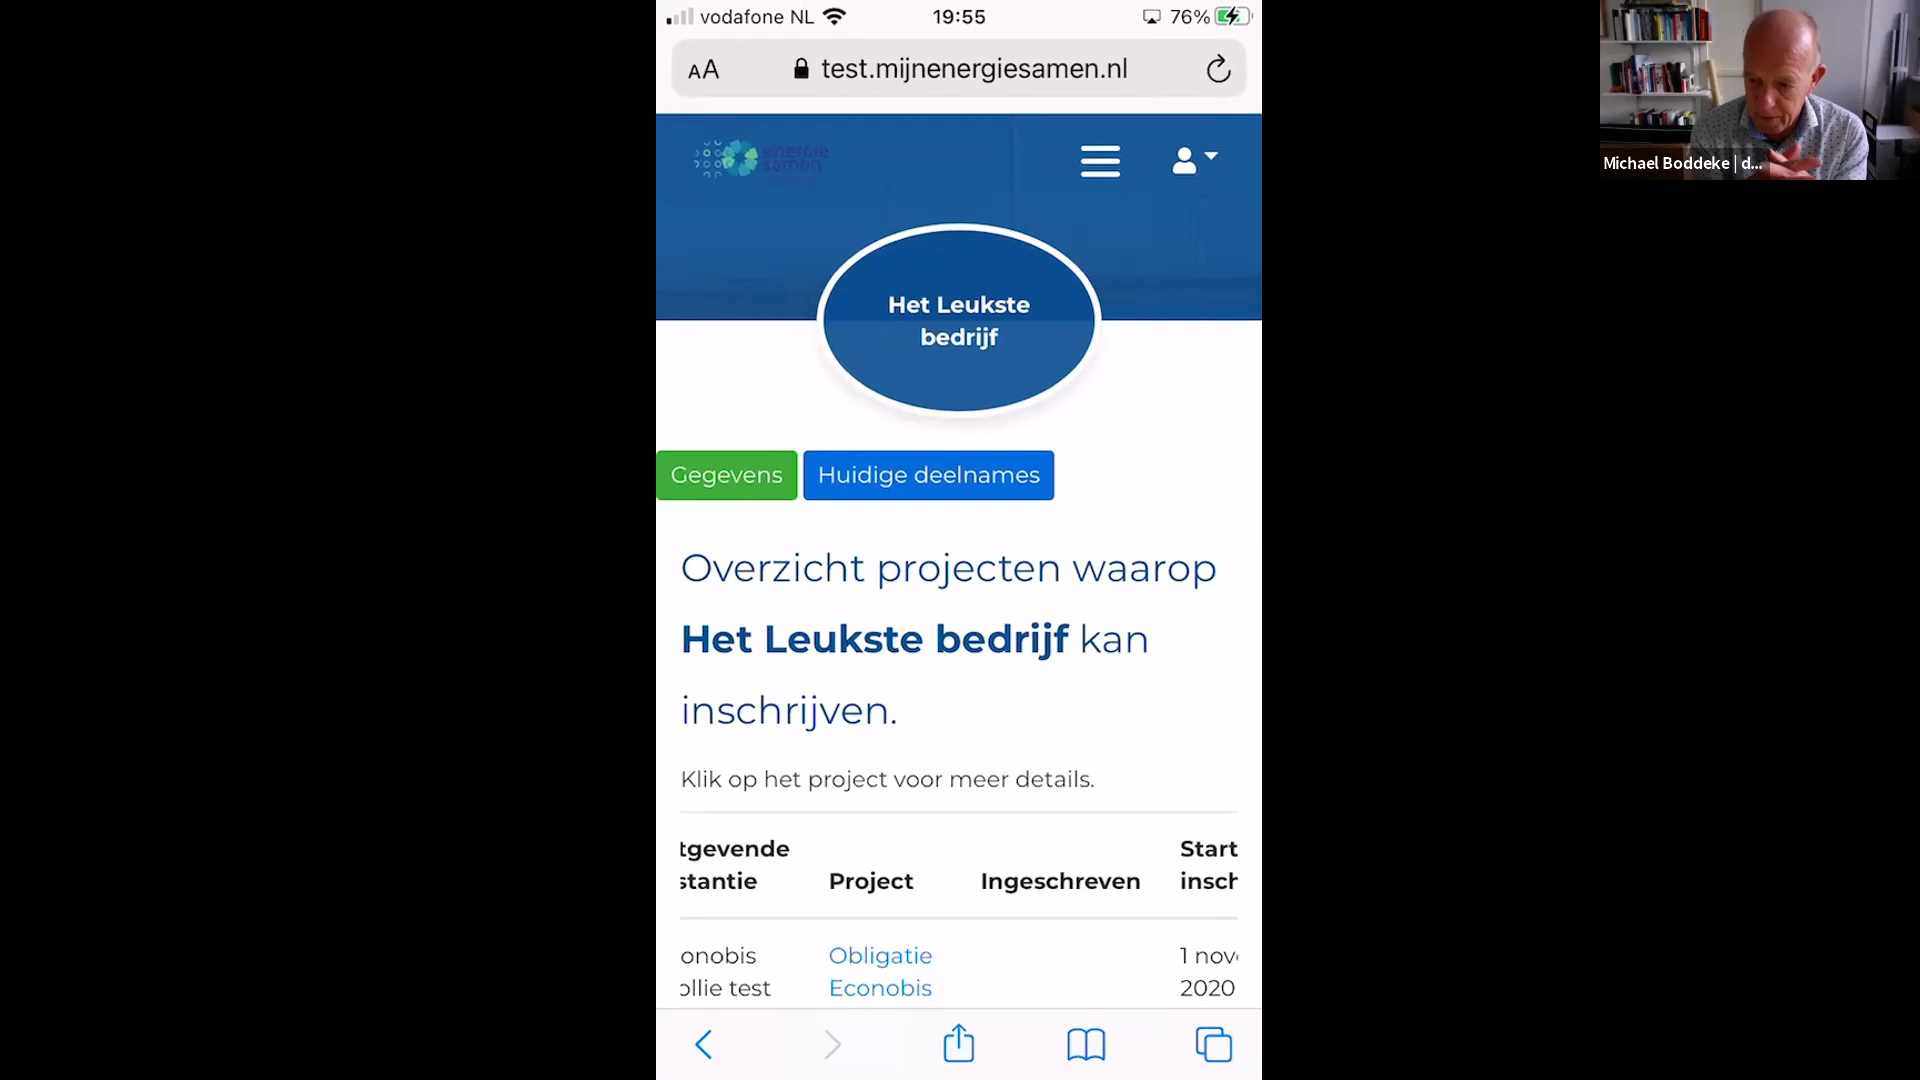 vodafone NL
19:55
76%
AA
test.mijnenergiesamen.nl
energie
samen
Het Leukste
bedrijf
Gegevens
Huidige deelnames
Overzicht projecten waarop
Het Leukste bedrijf kan
inschrijven.
Klik op het project voor meer details.
tgevende
stantie
Project
Ingeschreven
Start
insch
onobis
ollie test
Obligatie
Econobis
1 nov
2020
Michael Boddeke | d...